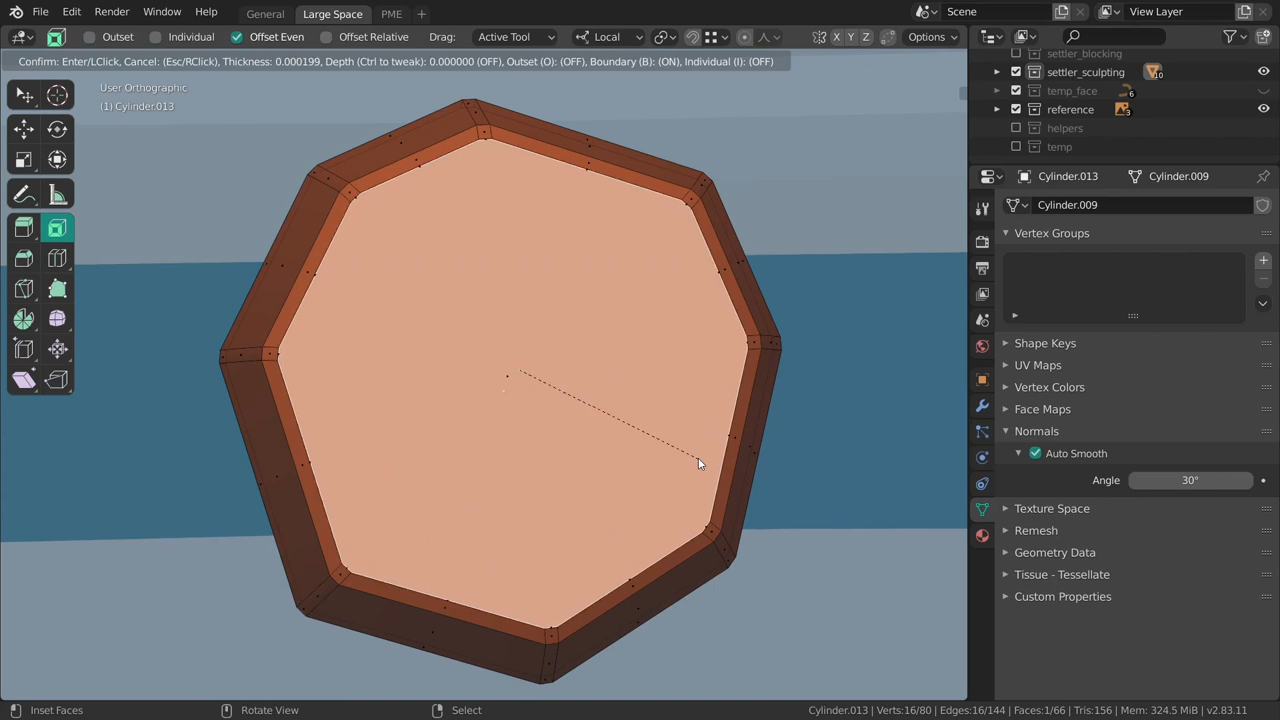 File Edit Render Window Help General Large Space PME + Scene View Layer
Outset Individual Offset Even Offset Relative Drag: Active Tool Local X Y Z Options
Confirm: Enter/LClick, Cancel: (Esc/RClick), Thickness: 0.000199, Depth (Ctrl to tweak): 0.000000 (OFF), Outset (O): (OFF), Boundary (B): (ON), Individual (I): (OFF)
User Orthographic
(1) Cylinder.013
settler_blocking
settler_sculpting 10
temp_face 6
reference 3
helpers
temp
Cylinder.013 Cylinder.009
Cylinder.009
Vertex Groups
Shape Keys
UV Maps
Vertex Colors
Face Maps
Normals
Auto Smooth
Angle 30°
Texture Space
Remesh
Geometry Data
Tissue - Tessellate
Custom Properties
Inset Faces Rotate View Select Cylinder.013 | Verts:16/80 | Edges:16/144 | Faces:1/66 | Tris:156 | Mem: 324.5 MiB | v2.83.11